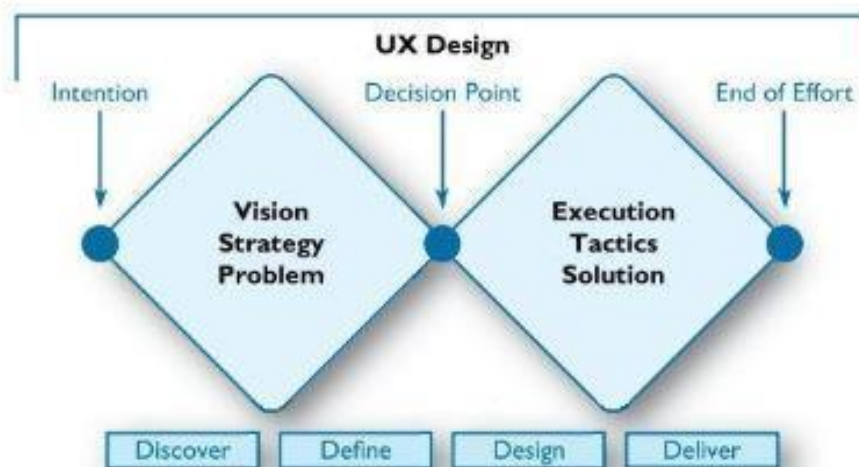 UX Design
Intention
Decision Point
End of Effort
Vision
Strategy
Problem
Execution
Tactics
Solution
Discover
Define
Design
Deliver